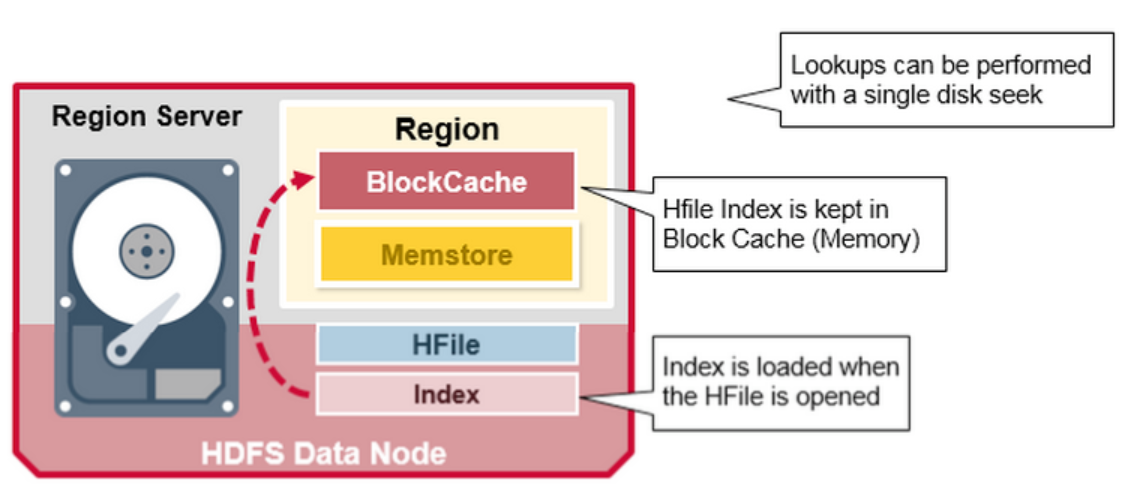 Lookups can be performed
with a single disk seek
Region Server
Region
BlockCache
Hfile Index is kept in
Block Cache (Memory)
Memstore
HFile
Index is loaded when
the HFile is opened
Index
HDFS Data Node